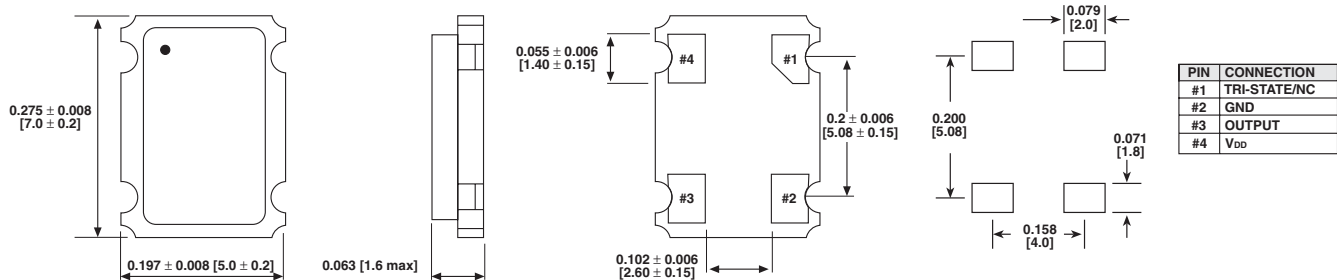 0.275 ± 0.008
[7.0 ± 0.2]
0.197 ± 0.008 [5.0 ± 0.2]
0.063 [1.6 max]
0.055 ± 0.006
[1.40 ± 0.15]
#4
#1
#3
#2
0.2 ± 0.006
[5.08 ± 0.15]
0.102 ± 0.006
[2.60 ± 0.15]
0.079
[2.0]
0.200
[5.08]
0.071
[1.8]
0.158
[4.0]
PIN CONNECTION
#1 TRI-STATE/NC
#2 GND
#3 OUTPUT
#4 VDD